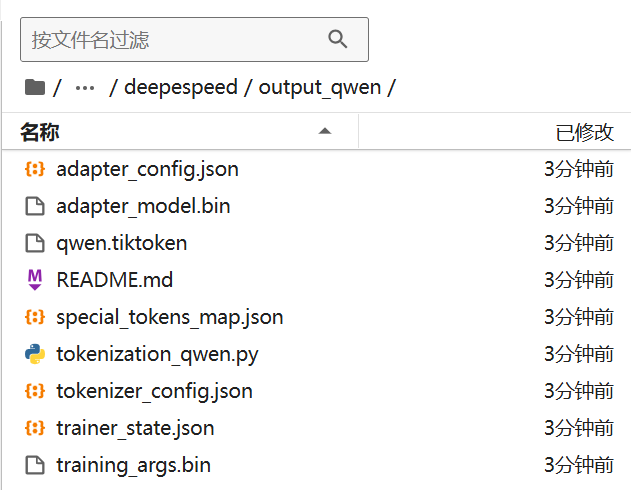 按文件名过滤
/ ··· / deepespeed / output_qwen /
名称 已修改
adapter_config.json 3分钟前
adapter_model.bin 3分钟前
qwen.tiktoken 3分钟前
README.md 3分钟前
special_tokens_map.json 3分钟前
tokenization_qwen.py 3分钟前
tokenizer_config.json 3分钟前
trainer_state.json 3分钟前
training_args.bin 3分钟前